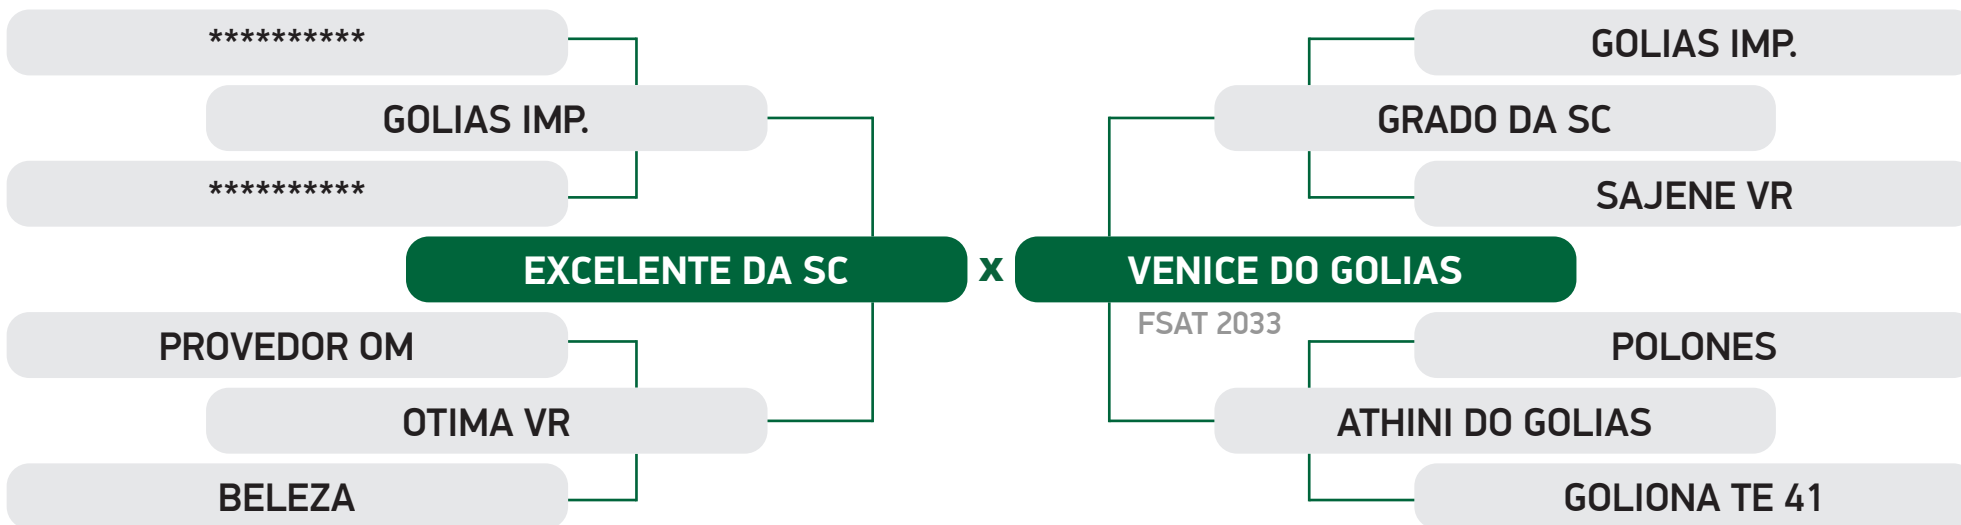 **********
GOLIAS IMP.
GOLIAS IMP.
GRADO DA SC
**********
SAJENE VR
EXCELENTE DA SC x VENICE DO GOLIAS
FSAT 2033
PROVEDOR OM
POLONES
OTIMA VR
ATHINI DO GOLIAS
BELEZA
GOLIONA TE 41